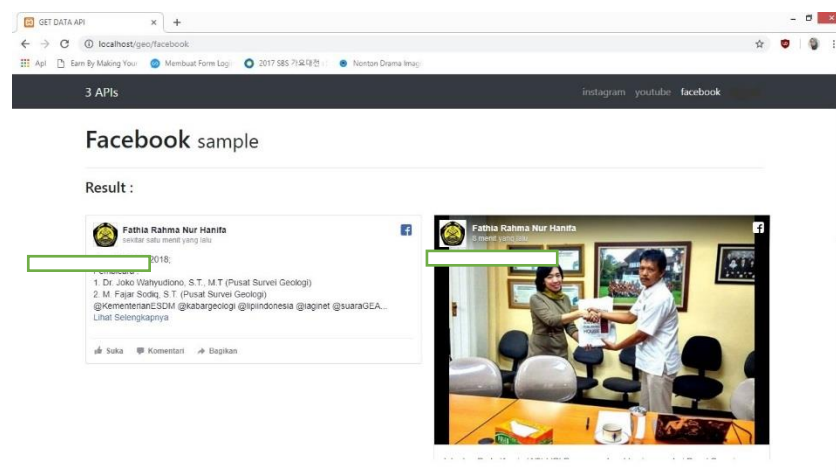 GET DATA API
localhost/geo/facebook
Apl
Earn By Making Your
Membuat Form Logi
2017 SBS 가요대전
Nonton Drama Imag
3 APIs
instagram youtube facebook
Facebook sample
Result :
Fathia Rahma Nur Hanifa
sekitar satu menit yang lalu
2018;
1. Dr. Joko Wahyudiono, S.T., M.T (Pusat Survei Geologi)
2. M. Fajar Sodiq, S.T. (Pusat Survei Geologi)
@KementerianESDM @kabargeologi @lipiindonesia @iaginet @suaraGEA...
Lihat Selengkapnya
Suka Komentari Bagikan
Fathia Rahma Nur Hanifa
8 menit yang lalu